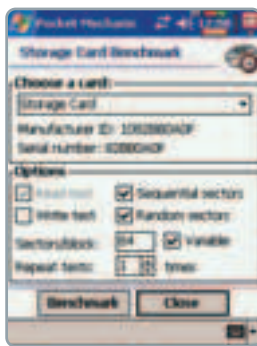 Pocket Mechanic
Storage Card Benchmark
Choose a card:
Storage Card
Manufacturer ID:
Serial number:
Options
Read test
Sequential sectors
Write test
Random sectors
Sectors/block: 64
Variable
Repeat tests:
times
Benchmark
Close